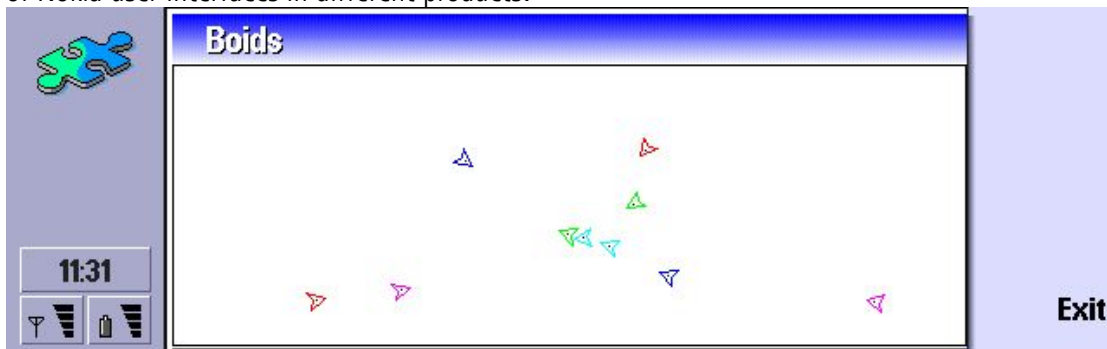 of Nokia user interfaces in different products.
Boids
11:31
Exit